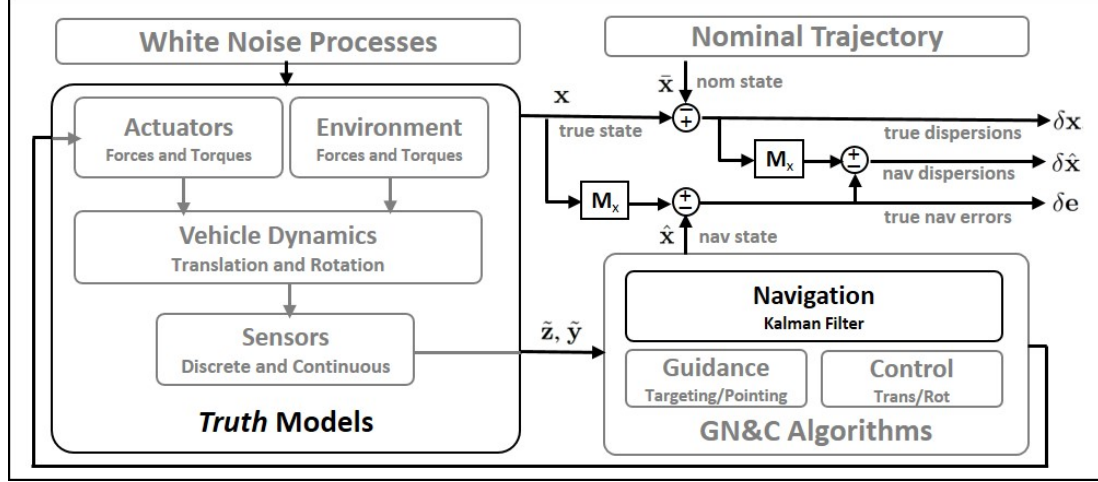 White Noise Processes
Nominal Trajectory
x̄ nom state
Actuators
Forces and Torques
Environment
Forces and Torques
x
true state
−
+
δx
true dispersions
Mₓ
+
−
δx̂
nav dispersions
Mₓ
+
−
δe
true nav errors
x̂ nav state
Vehicle Dynamics
Translation and Rotation
Sensors
Discrete and Continuous
z̃, ỹ
Truth Models
Navigation
Kalman Filter
Guidance
Targeting/Pointing
Control
Trans/Rot
GN&C Algorithms